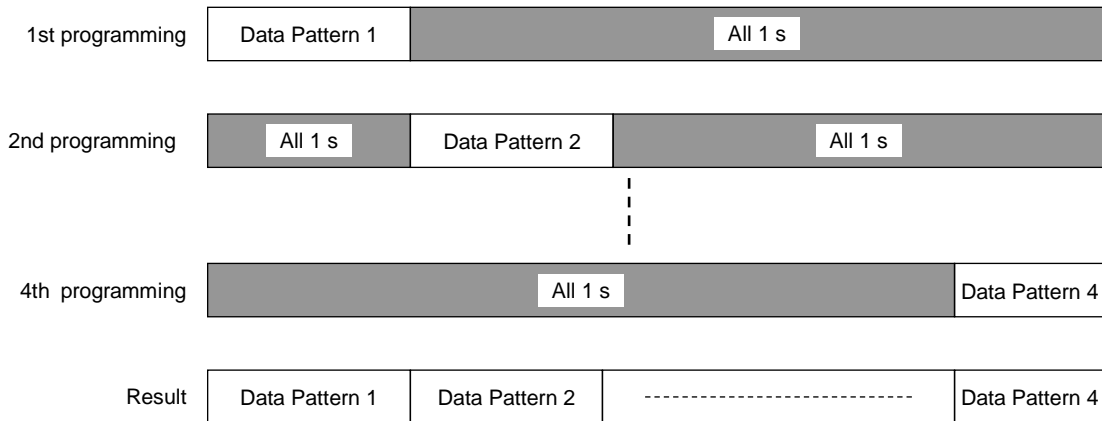 1st programming
Data Pattern 1
All 1 s
2nd programming
All 1 s
Data Pattern 2
All 1 s
4th programming
All 1 s
Data Pattern 4
Result
Data Pattern 1
Data Pattern 2
Data Pattern 4